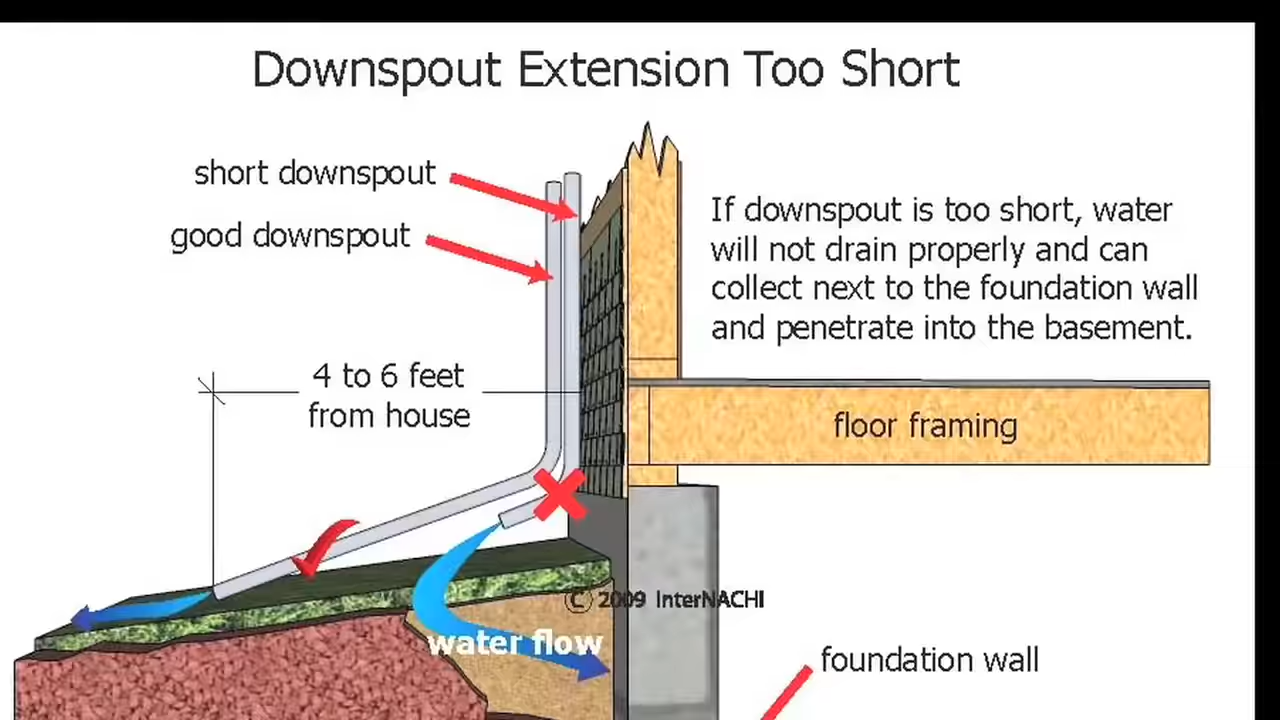 Downspout Extension Too Short
short downspout
good downspout
If downspout is too short, water
will not drain properly and can
collect next to the foundation wall
and penetrate into the basement.
4 to 6 feet
from house
floor framing
© 2009 InterNACHI
water flow
foundation wall